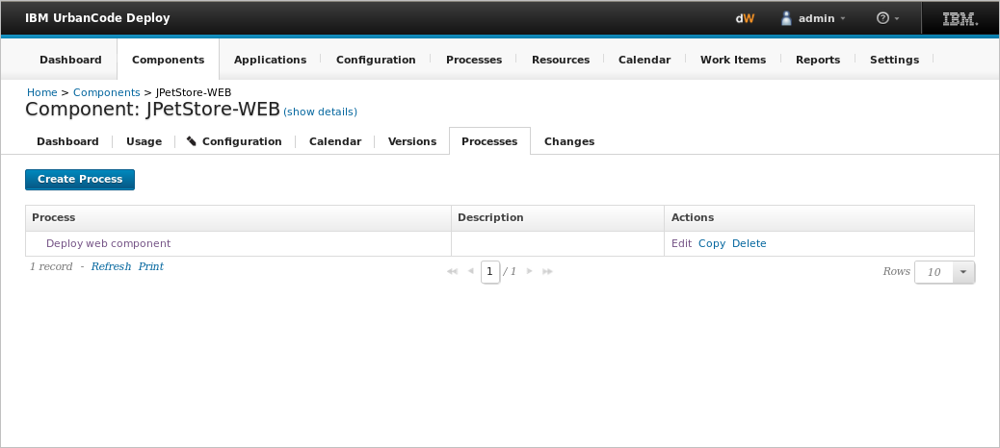 IBM UrbanCode Deploy dW admin ? IBM.
Dashboard Components Applications Configuration Processes Resources Calendar Work Items Reports Settings
Home > Components > JPetStore-WEB
Component: JPetStore-WEB (show details)
Dashboard Usage Configuration Calendar Versions Processes Changes
Create Process
Process Description Actions
Deploy web component Edit Copy Delete
1 record - Refresh Print 1 / 1 Rows 10